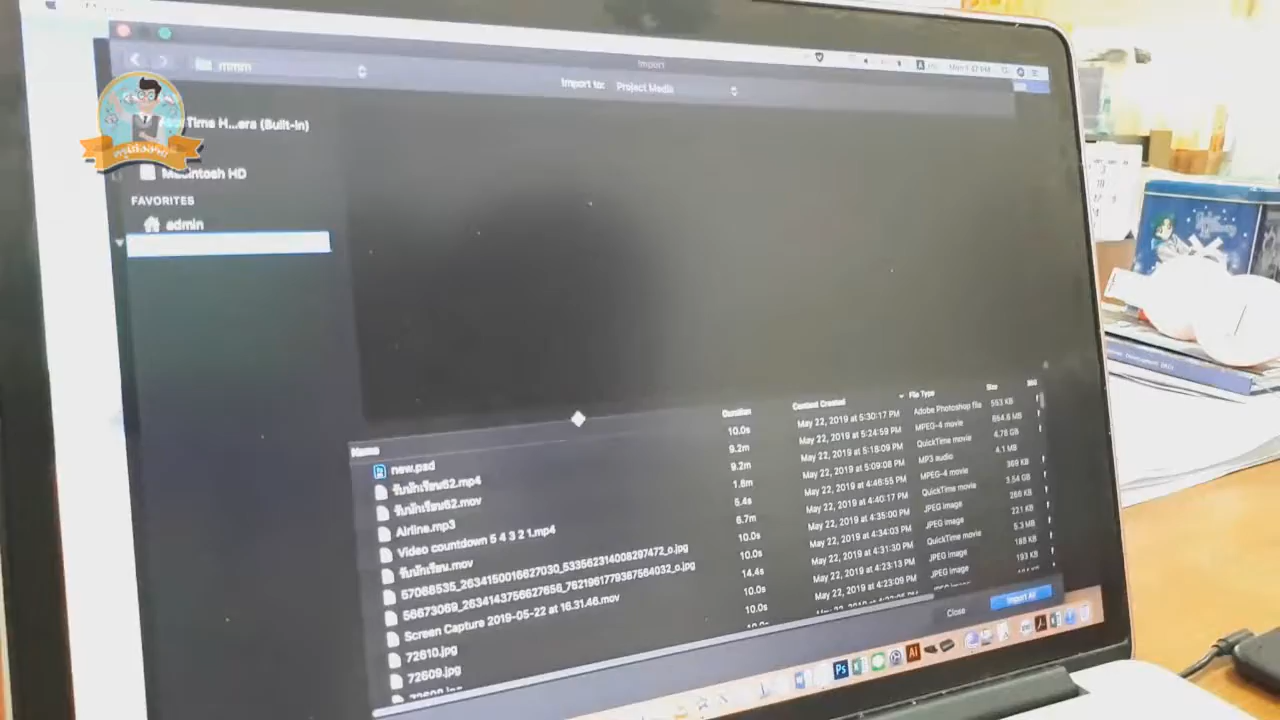 Import
mmm
Import to: Project Media
Time H...era (Built-in)
Macintosh HD
FAVORITES
admin
Name Duration Content Created File Type Size
new.psd 10.0s May 22, 2019 at 5:30:17 PM Adobe Photoshop file 553 KB
รับนักเรียน62.mp4 9.2m May 22, 2019 at 5:24:59 PM MPEG-4 movie 854.6 MB
รับนักเรียน62.mov 9.2m May 22, 2019 at 5:18:09 PM QuickTime movie 4.78 GB
Airline.mp3 1.8m May 22, 2019 at 5:09:08 PM MP3 audio 4.1 MB
Video countdown 5 4 3 2 1.mp4 5.4s May 22, 2019 at 4:46:55 PM MPEG-4 movie 369 KB
รับนักเรียน.mov 6.7m May 22, 2019 at 4:40:17 PM QuickTime movie 3.54 GB
57068535_2634150016627030_533562314008297472_o.jpg 10.0s May 22, 2019 at 4:35:00 PM JPEG image 266 KB
56673069_2634143756627656_7621961779387564032_o.jpg 10.0s May 22, 2019 at 4:34:03 PM JPEG image 221 KB
Screen Capture 2019-05-22 at 16.31.46.mov 14.4s May 22, 2019 at 4:31:30 PM QuickTime movie 5.3 MB
72610.jpg 10.0s May 22, 2019 at 4:23:13 PM JPEG image 188 KB
72609.jpg 10.0s May 22, 2019 at 4:23:09 PM JPEG image 193 KB
Close Import All
Ps
Ai